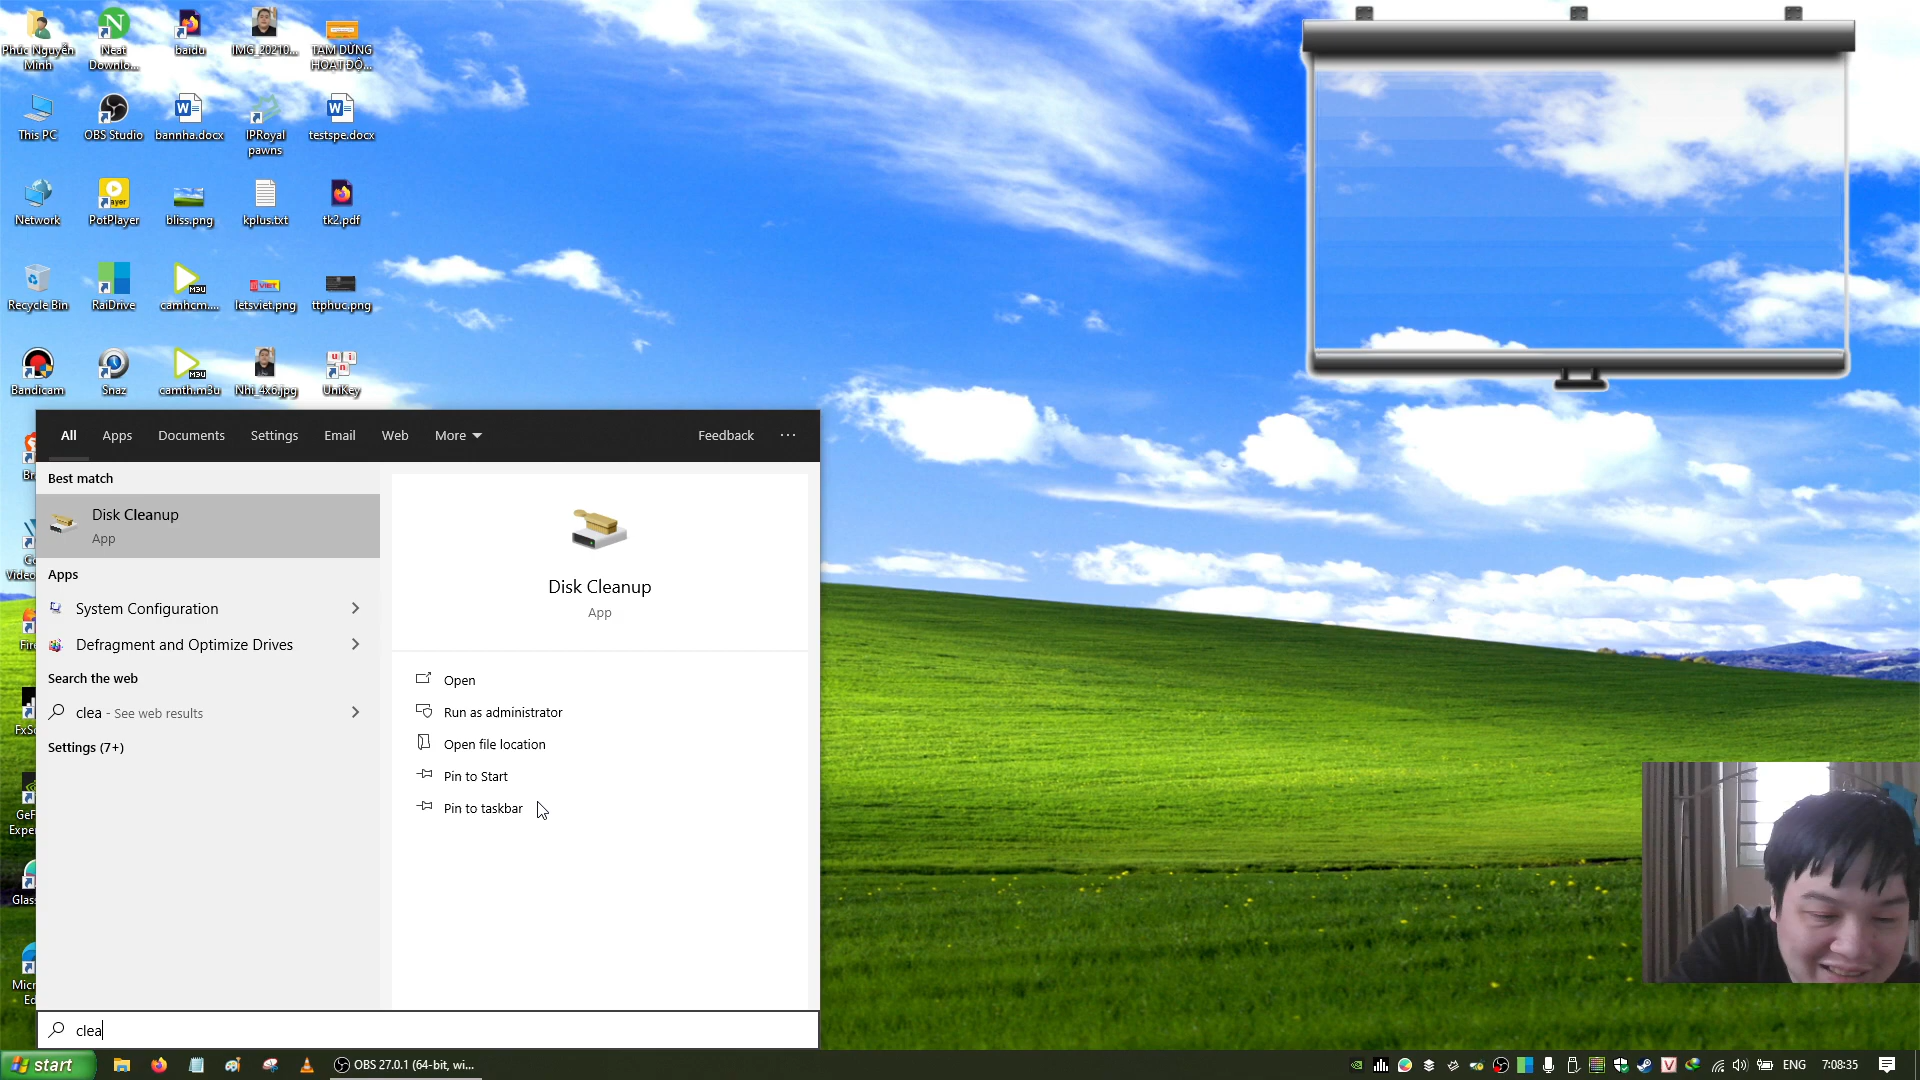 Phúc Nguyễn
Minh
Neat
Downlo...
baidu
IMG_20210...
TẠM DỪNG
HOẠT ĐỘ...
This PC
OBS Studio
bannha.docx
IPRoyal
pawns
testspe.docx
Network
PotPlayer
bliss.png
kplus.txt
tk2.pdf
Recycle Bin
RaiDrive
camhcm....
letsviet.png
ttphuc.png
Bandicam
Snaz
camth.m3u
Nhi_4x6.jpg
UniKey
All
Apps
Documents
Settings
Email
Web
More
Feedback
...
Best match
Disk Cleanup
App
Apps
System Configuration
Defragment and Optimize Drives
Search the web
clea - See web results
Settings (7+)
Disk Cleanup
App
Open
Run as administrator
Open file location
Pin to Start
Pin to taskbar
clea
start
OBS 27.0.1 (64-bit, wi...
ENG
7:08:35